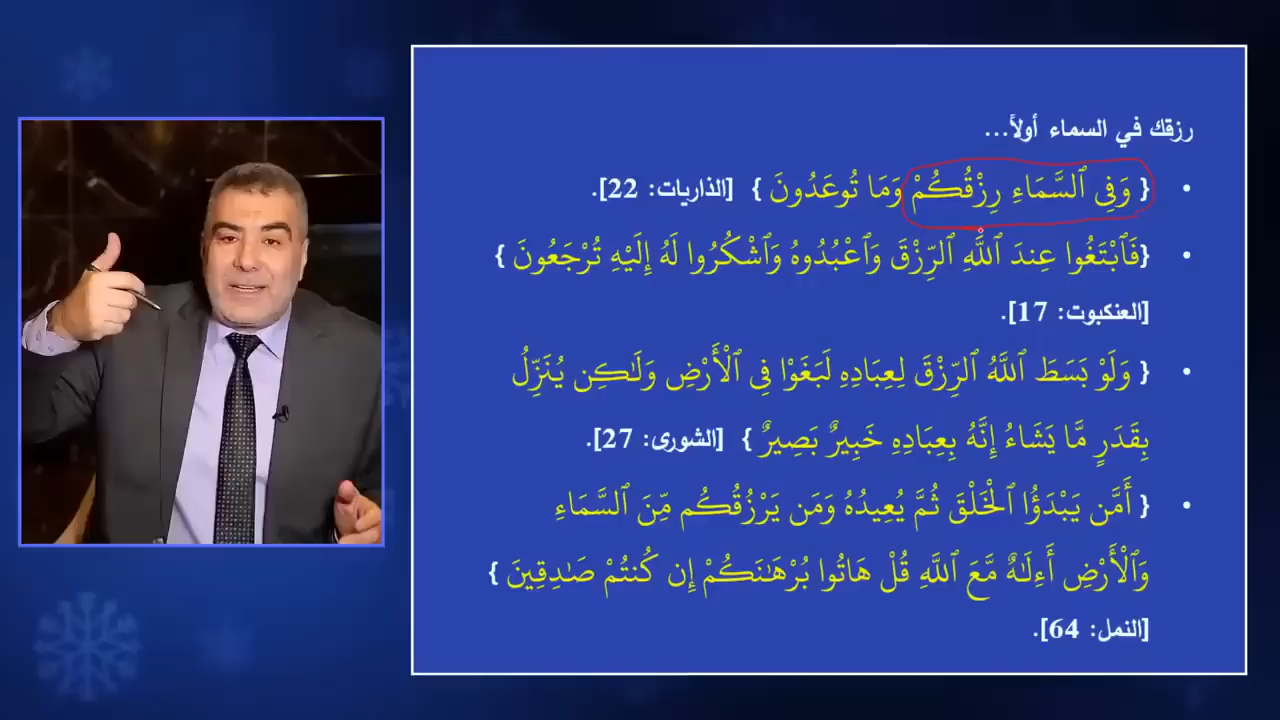 رزقك في السماء أولاً...
• { وَفِى ٱلسَّمَاءِ رِزْقُكُمْ وَمَا تُوعَدُونَ } [الذاريات: 22].
• {فَٱبْتَغُوا عِندَ ٱللَّهِ ٱلرِّزْقَ وَٱعْبُدُوهُ وَٱشْكُرُوا لَهُ إِلَيْهِ تُرْجَعُونَ }
[العنكبوت: 17].
• { وَلَوْ بَسَطَ ٱللَّهُ ٱلرِّزْقَ لِعِبَادِهِ لَبَغَوْا فِى ٱلْأَرْضِ وَلَٰكِن يُنَزِّلُ
بِقَدَرٍ مَّا يَشَاءُ إِنَّهُ بِعِبَادِهِ خَبِيرٌ بَصِيرٌ } [الشورى: 27].
• { أَمَّن يَبْدَؤُا ٱلْخَلْقَ ثُمَّ يُعِيدُهُ وَمَن يَرْزُقُكُم مِّنَ ٱلسَّمَاءِ
وَٱلْأَرْضِ أَءِلَٰهٌ مَّعَ ٱللَّهِ قُلْ هَاتُوا بُرْهَٰنَكُمْ إِن كُنتُمْ صَٰدِقِينَ }
[النمل: 64].